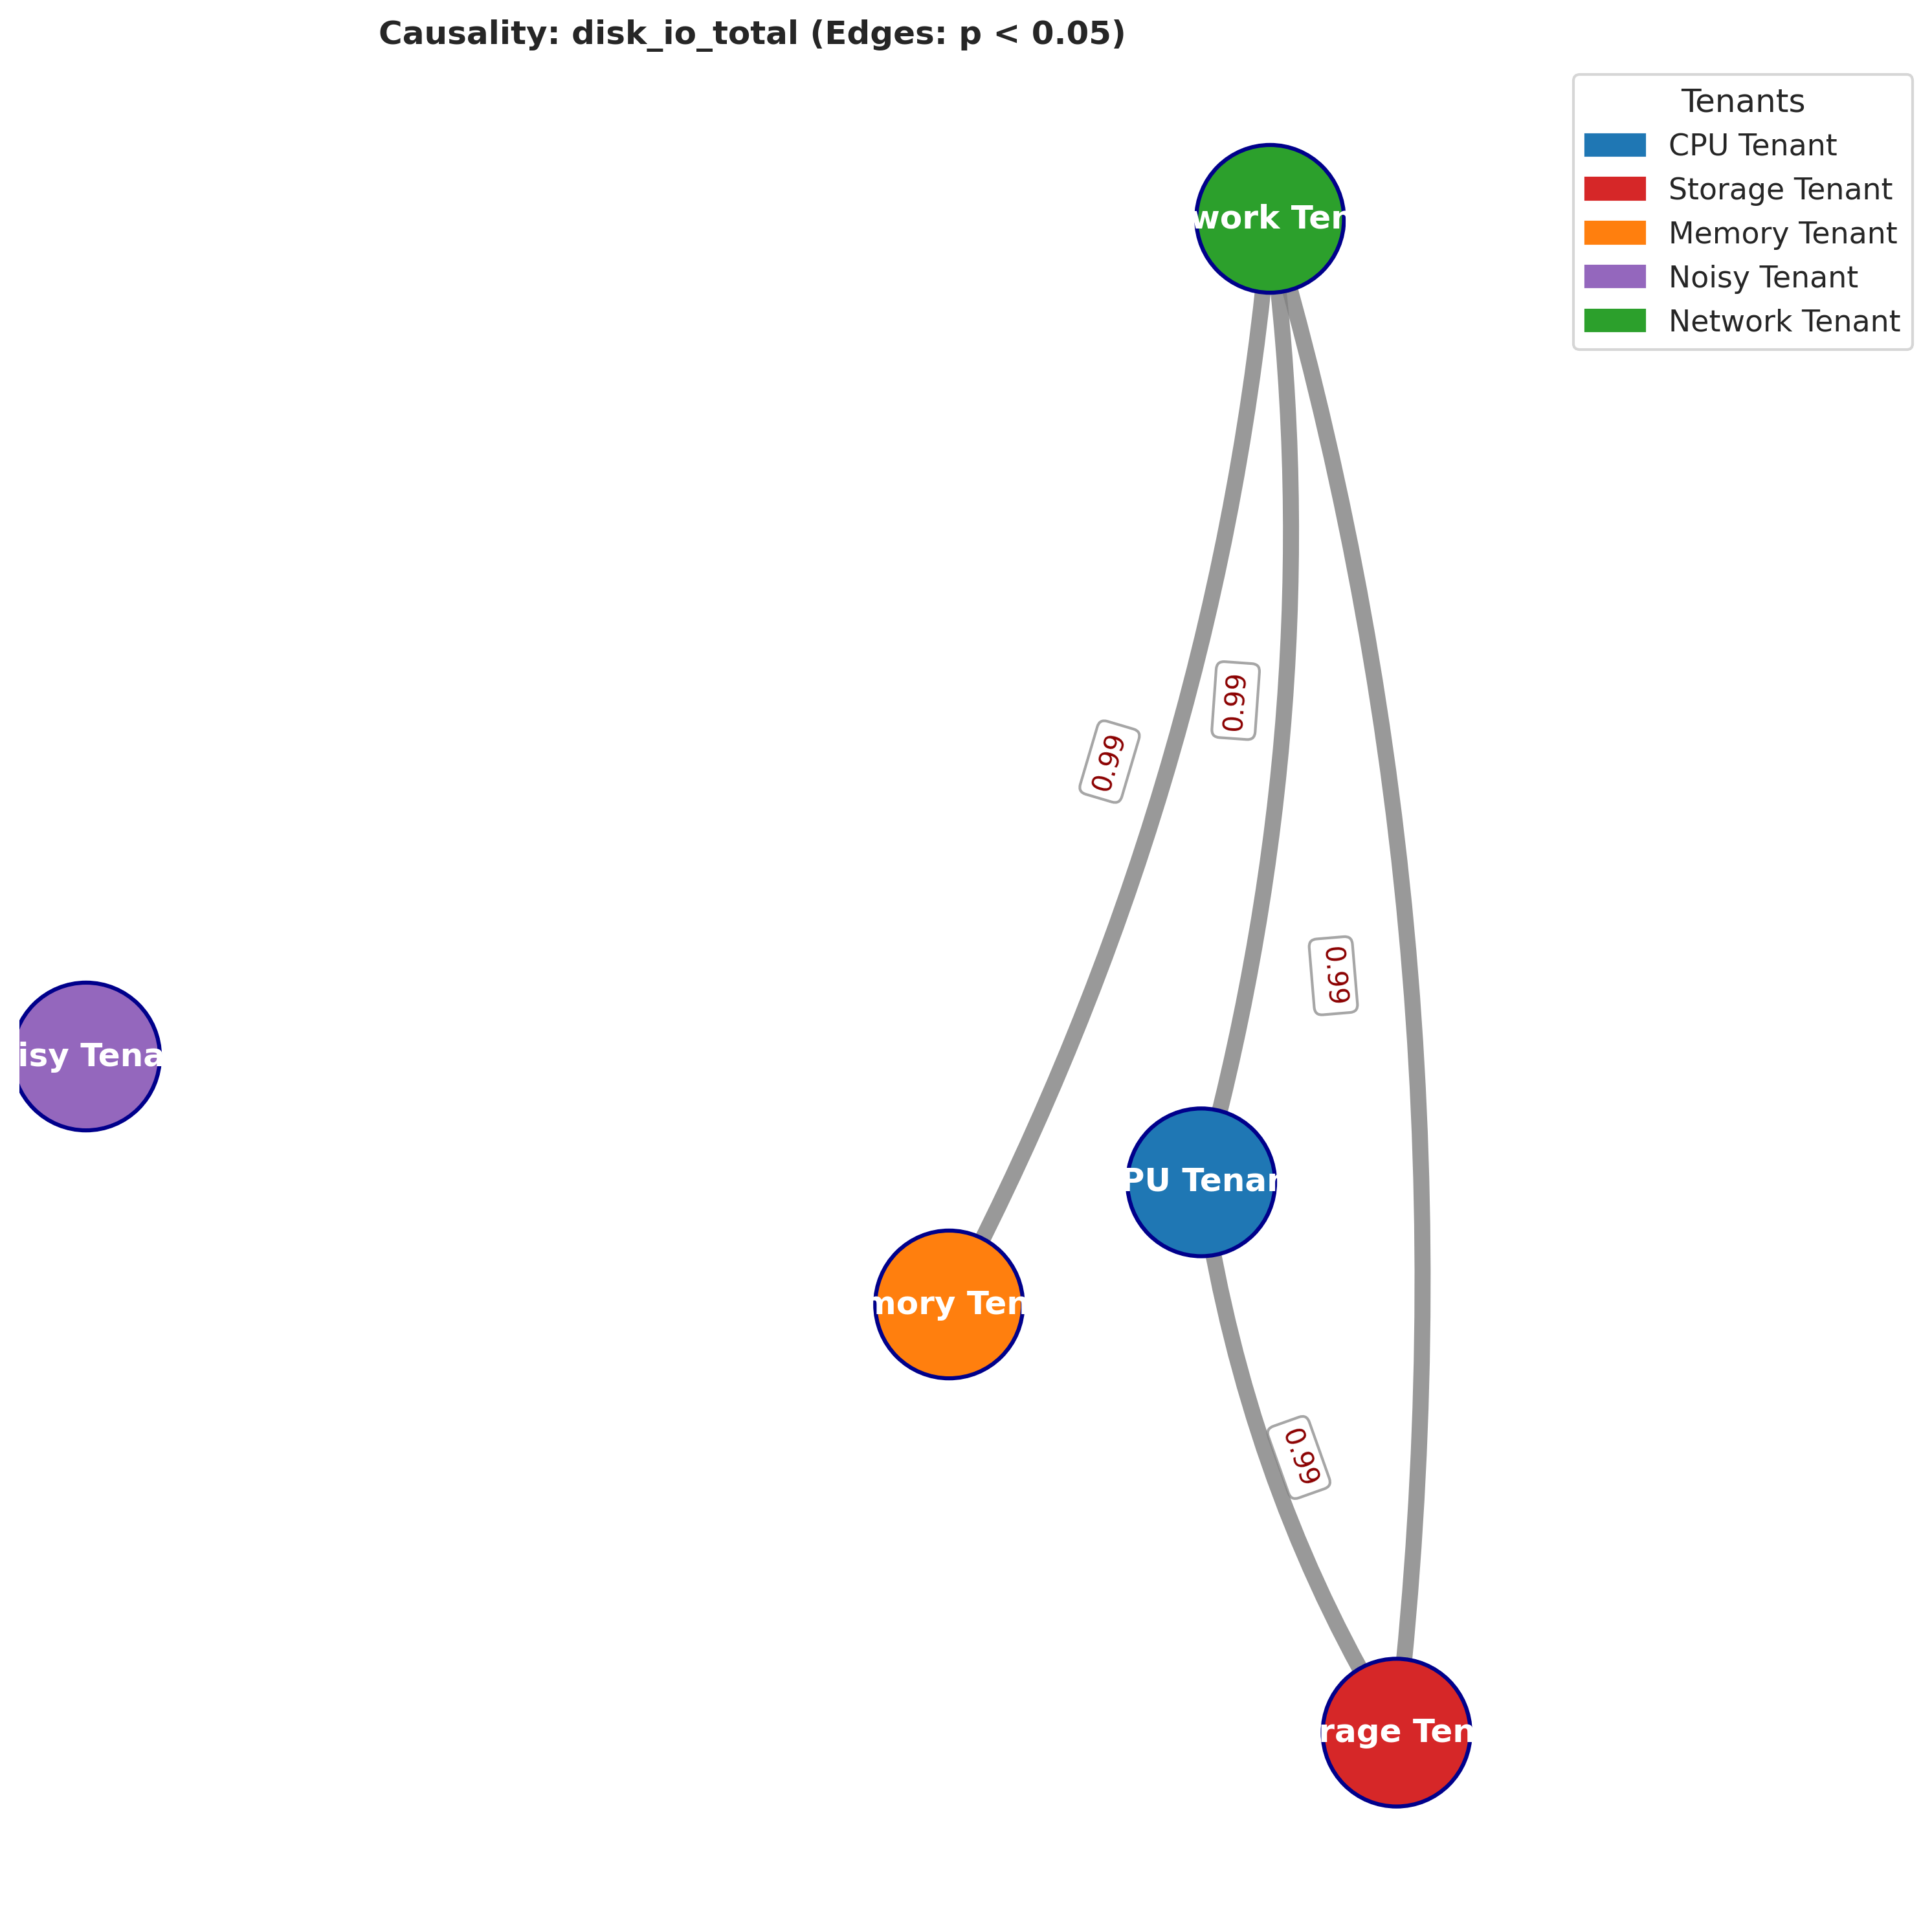 Causality: disk_io_total (Edges: p < 0.05)
Tenants
CPU Tenant
Storage Tenant
Memory Tenant
Noisy Tenant
Network Tenant
work Ten
0.99
0.99
0.99
isy Tena
PU Tenan
mory Ten
0.99
rage Ten